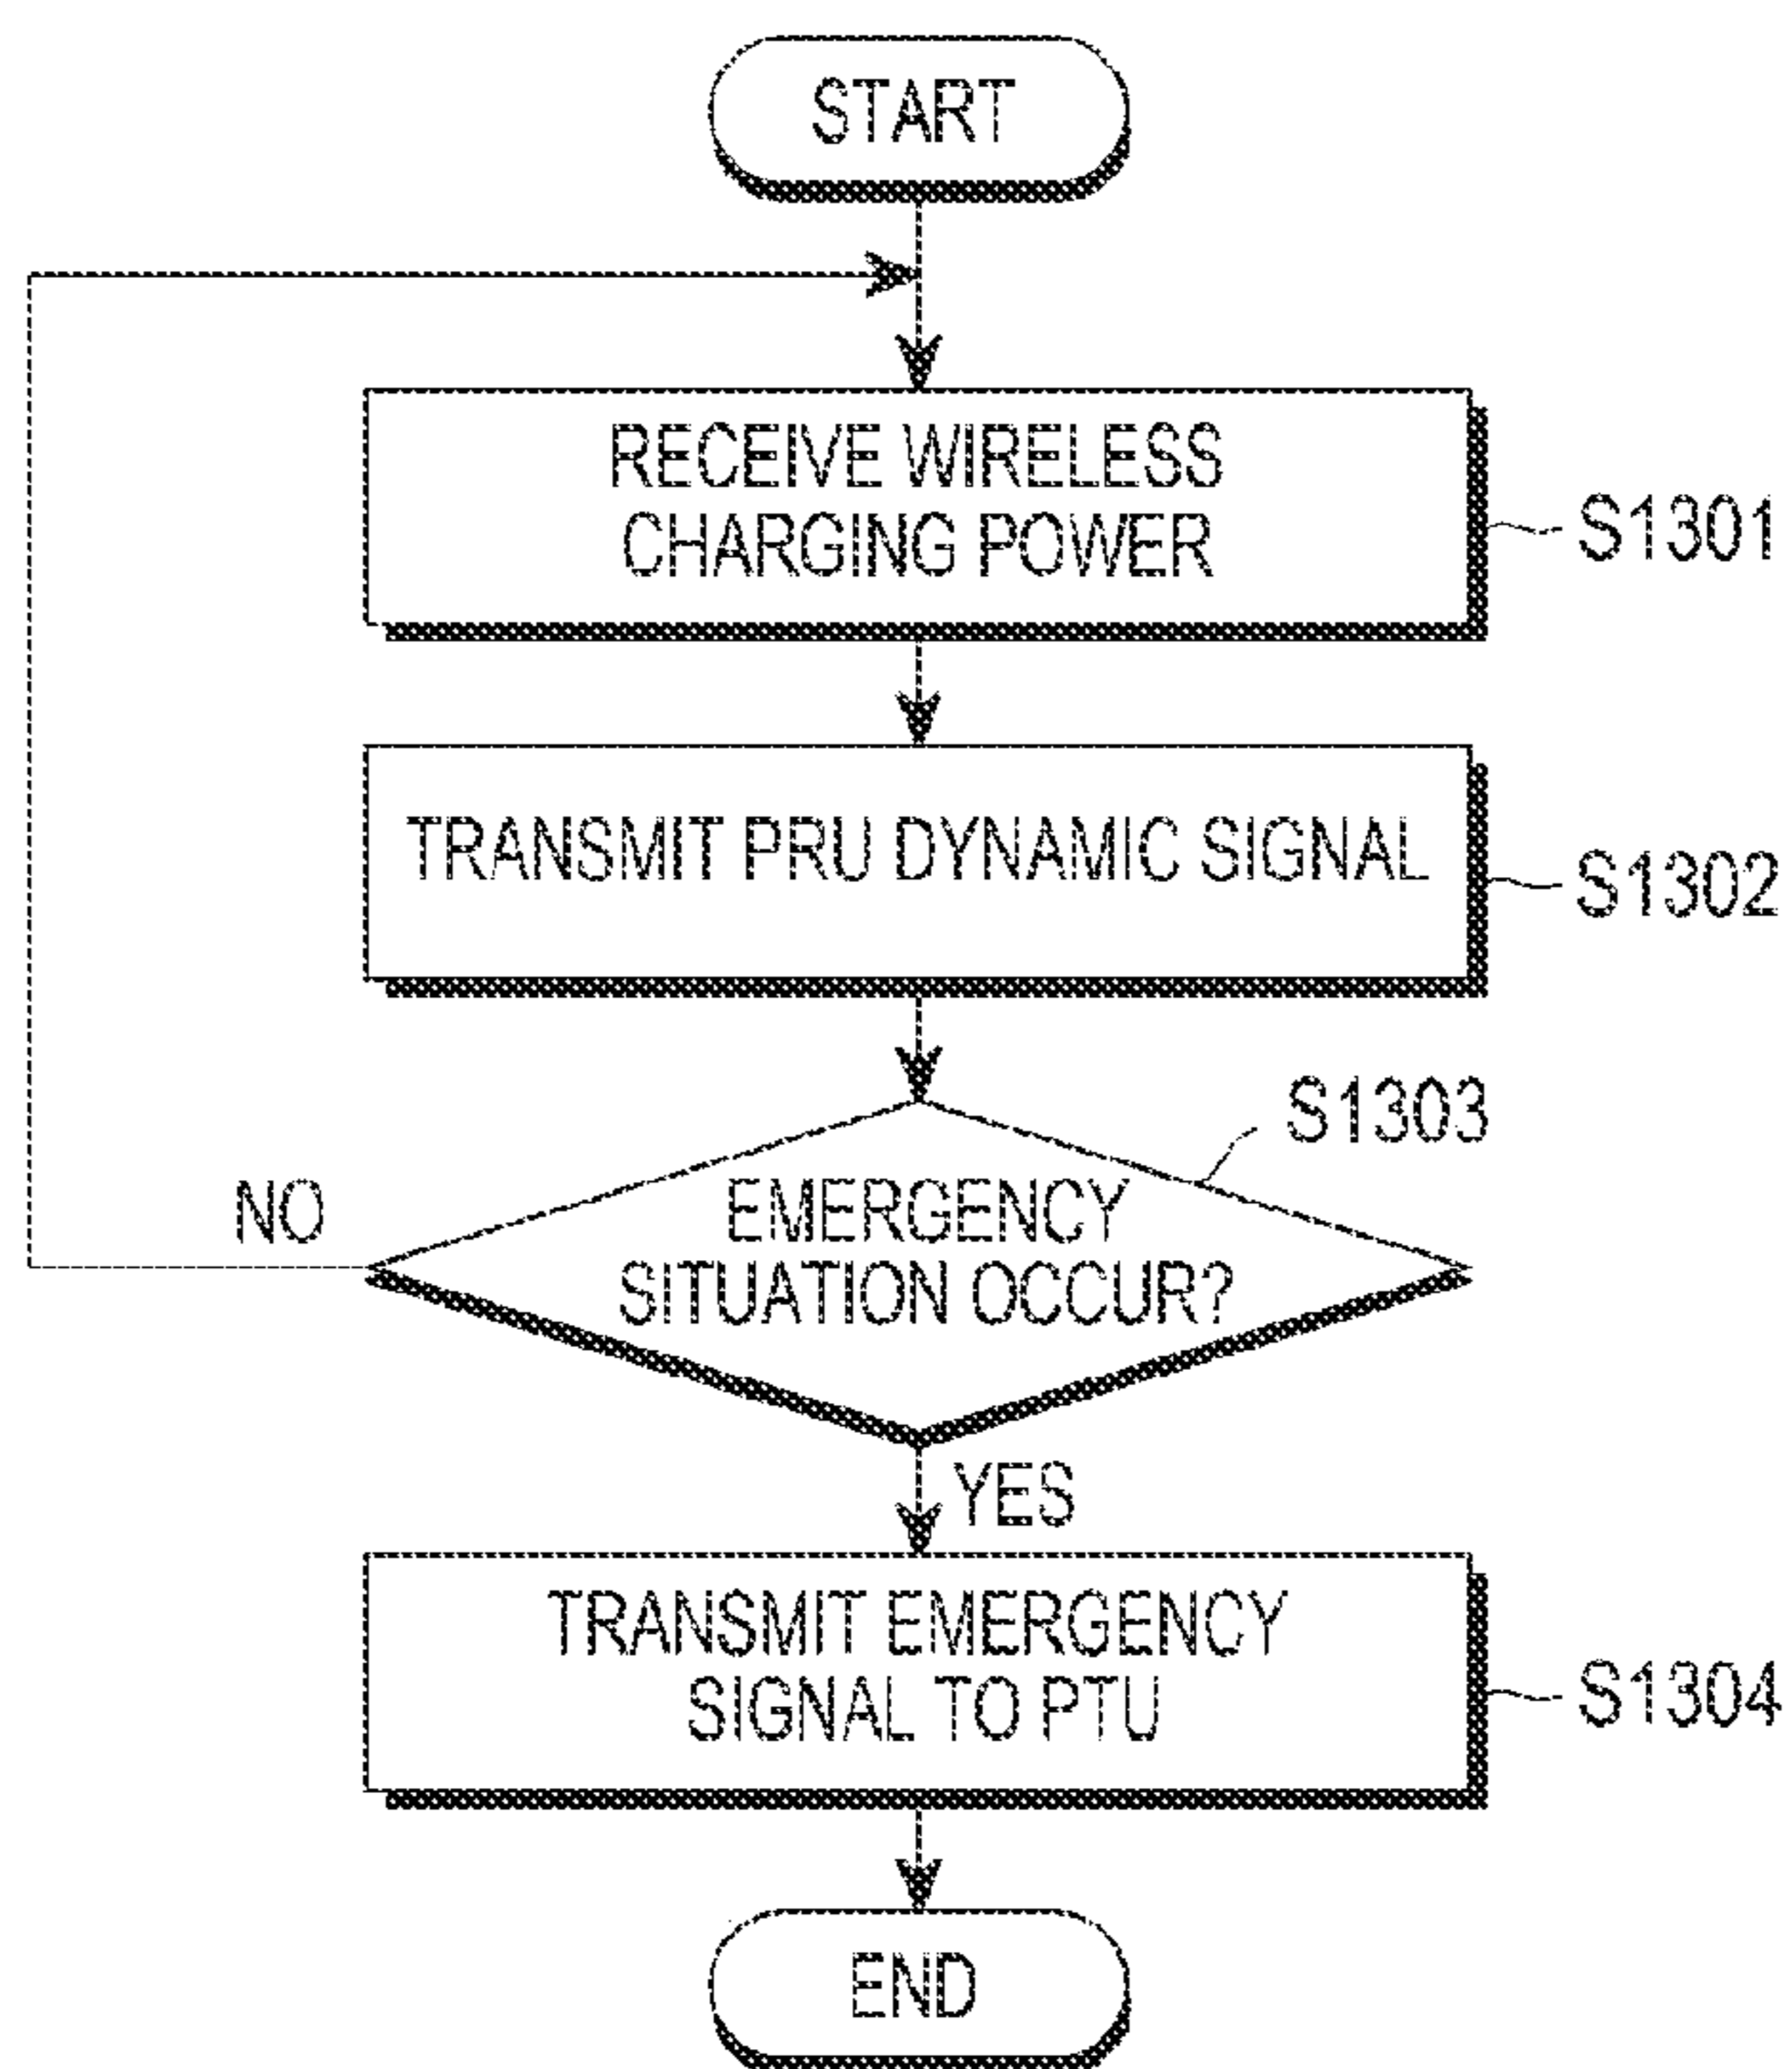 START
RECEIVE WIRELESS
CHARGING POWER
S1301
TRANSMIT PRU DYNAMIC SIGNAL
S1302
S1303
EMERGENCY
SITUATION OCCUR?
NO
YES
TRANSMIT EMERGENCY
SIGNAL TO PTU
S1304
END